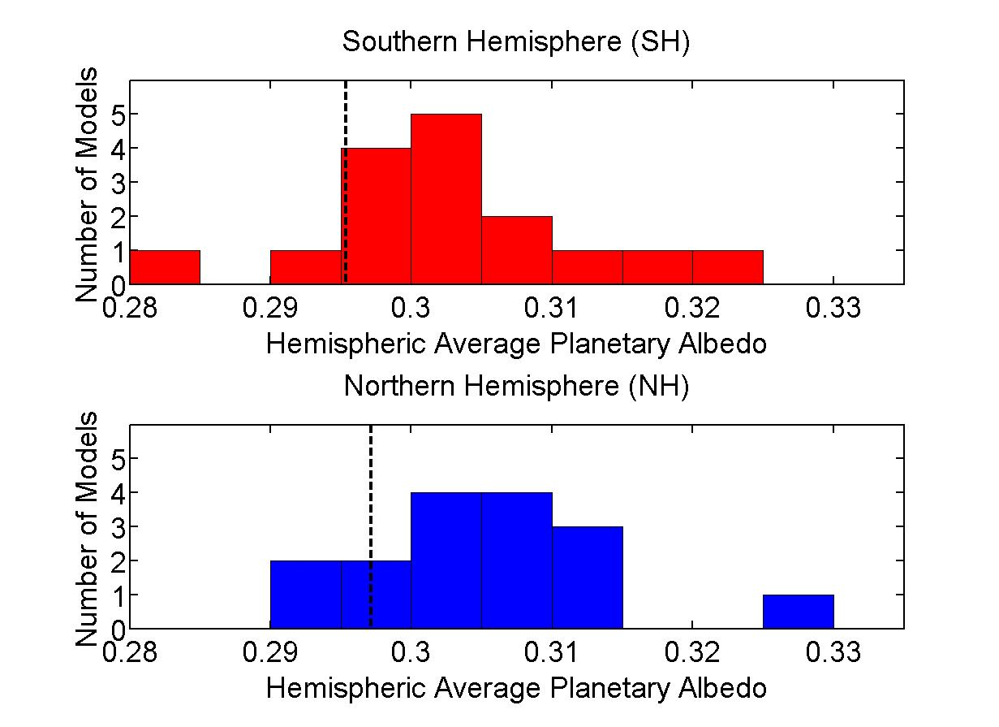 Southern Hemisphere (SH)
Number of Models
5
4
3
2
1
0
0.28 0.29 0.3 0.31 0.32 0.33
Hemispheric Average Planetary Albedo
Northern Hemisphere (NH)
Number of Models
5
4
3
2
1
0
0.28 0.29 0.3 0.31 0.32 0.33
Hemispheric Average Planetary Albedo